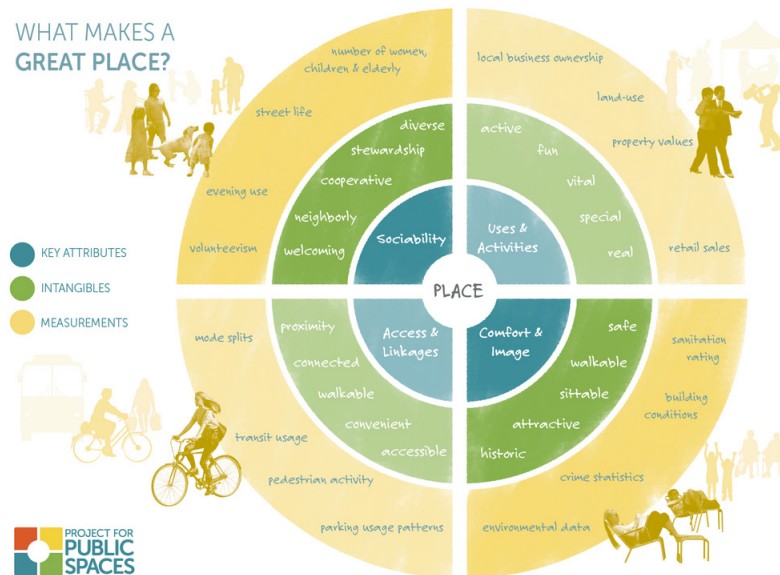 WHAT MAKES A
GREAT PLACE?
number of women,
children & elderly
street life
evening use
volunteerism
diverse
stewardship
cooperative
neighborly
welcoming
Sociability
local business ownership
land-use
property values
retail sales
active
fun
vital
special
real
Uses &
Activities
KEY ATTRIBUTES
INTANGIBLES
MEASUREMENTS
PLACE
Access &
Linkages
proximity
connected
walkable
convenient
accessible
mode splits
transit usage
pedestrian activity
parking usage patterns
Comfort &
Image
safe
walkable
sittable
attractive
historic
sanitation
rating
building
conditions
crime statistics
environmental data
PROJECT FOR
PUBLIC
SPACES